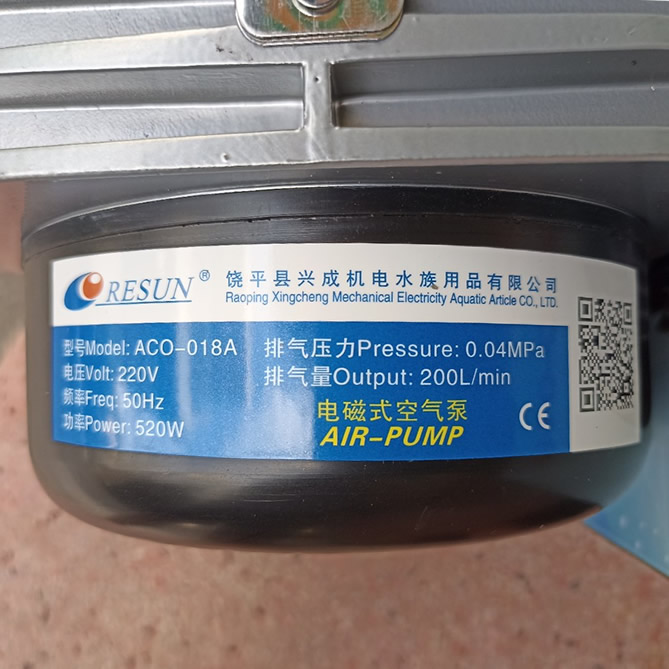 RESUN®
饶平县兴成机电水族用品有限公司
Raoping Xingcheng Mechanical Electricity Aquatic Article CO., LTD.
型号Model: ACO-018A
电压Volt: 220V
频率Freq: 50Hz
功率Power: 520W
排气压力Pressure: 0.04MPa
排气量Output: 200L/min
电磁式空气泵
AIR-PUMP
CE